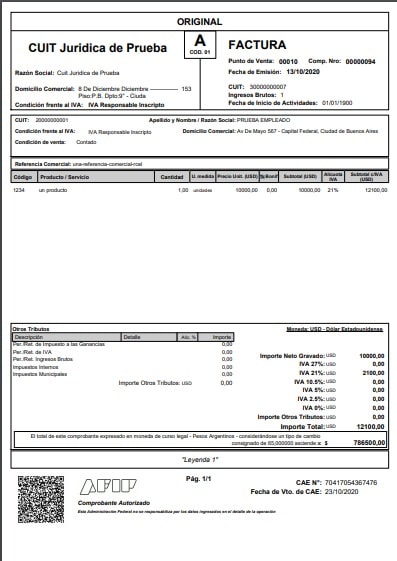 ORIGINAL
CUIT Juridica de Prueba
A
COD. 01
FACTURA
Punto de Venta: 00010 Comp. Nro: 00000094
Fecha de Emisión: 13/10/2020
Razón Social: Cuit Juridica de Prueba
Domicilio Comercial: 8 De Diciembre Diciembre 153
Piso:P.B. Dpto:9° - Ciuda
Condición frente al IVA: IVA Responsable Inscripto
CUIT: 30000000007
Ingresos Brutos: 1
Fecha de Inicio de Actividades: 01/01/1900
CUIT: 20000000001 Apellido y Nombre / Razón Social: PRUEBA EMPLEADO
Condición frente al IVA: IVA Responsable Inscripto Domicilio Comercial: Av De Mayo 567 - Capital Federal, Ciudad de Buenos Aires
Condición de venta: Contado
Referencia Comercial: una-referencia-comercial-rcel
Código Producto / Servicio Cantidad U. medida Precio Unit. (USD) %Bonif Subtotal (USD) Alicuota IVA Subtotal c/IVA (USD)
1234 un producto 1,00 unidades 10000,00 0,00 10000,00 21% 12100,00
Otros Tributos
Descripción Detalle Alíc. % Importe
Per./Ret. de Impuesto a las Ganancias 0,00
Per./Ret. de IVA 0,00
Per./Ret. Ingresos Brutos 0,00
Impuestos Internos 0,00
Impuestos Municipales 0,00
Importe Otros Tributos: USD 0,00
Moneda: USD - Dólar Estadounidense
Importe Neto Gravado: USD 10000,00
IVA 27%: USD 0,00
IVA 21%: USD 2100,00
IVA 10.5%: USD 0,00
IVA 5%: USD 0,00
IVA 2.5%: USD 0,00
IVA 0%: USD 0,00
Importe Otros Tributos: USD 0,00
Importe Total: USD 12100,00
El total de este comprobante expresado en moneda de curso legal - Pesos Argentinos - considerándose un tipo de cambio
consignado de 65,000000 asciende a: $ 786500,00
"Leyenda 1"
AFIP
Comprobante Autorizado
Esta Administración Federal no se responsabiliza por los datos ingresados en el detalle de la operación
Pág. 1/1
CAE N°: 70417054367476
Fecha de Vto. de CAE: 23/10/2020